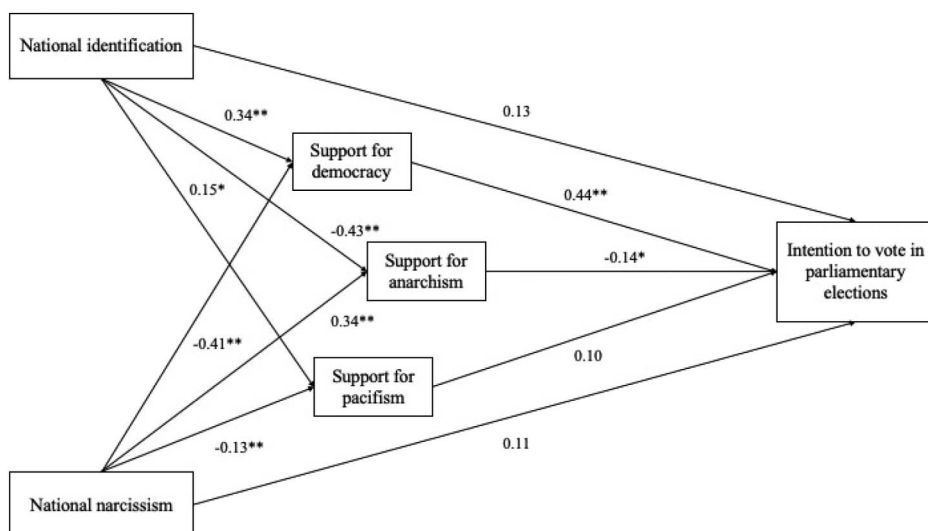 National identification
0.13
0.34**
Support for
democracy
0.15*
0.44**
-0.43**
Intention to vote in
parliamentary
elections
Support for
anarchism
-0.14*
0.34**
-0.41**
0.10
Support for
pacifism
-0.13**
0.11
National narcissism